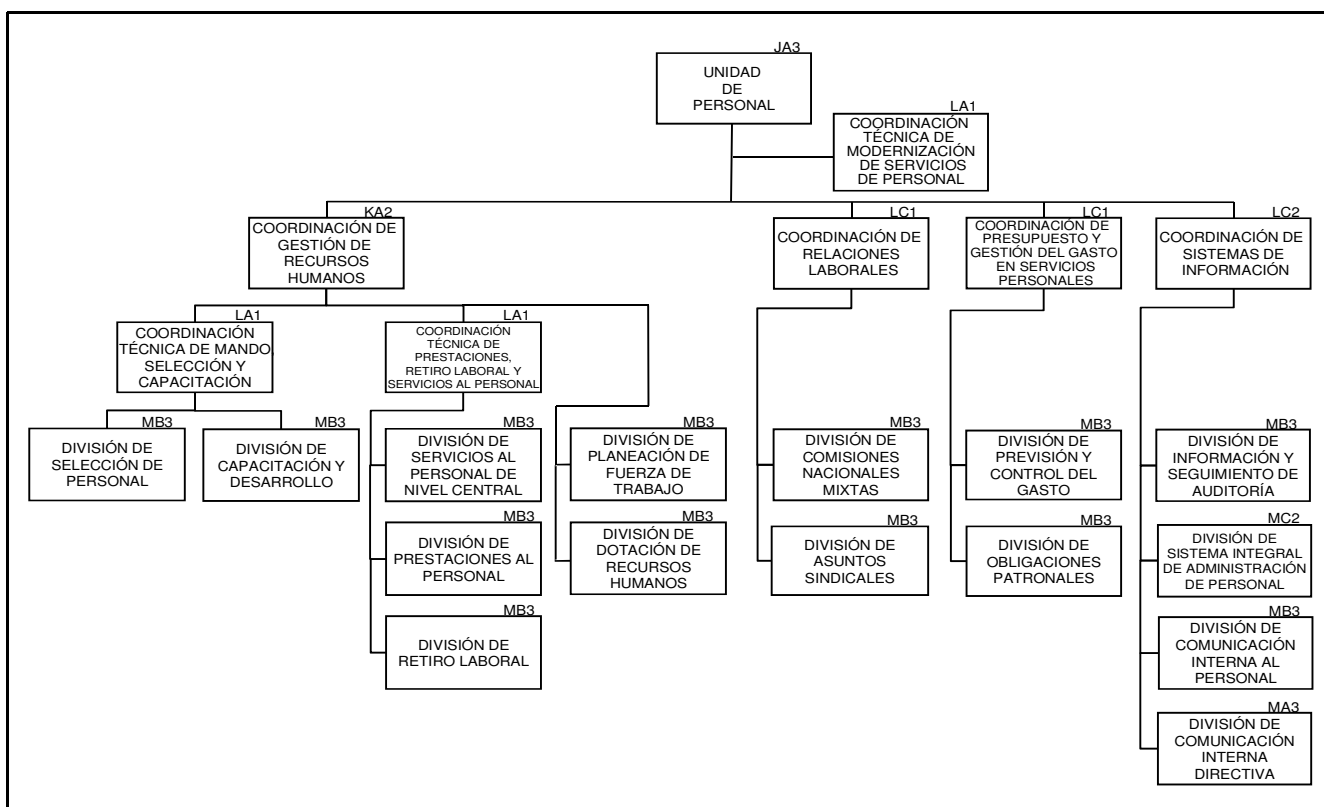 JA3
UNIDAD
DE
PERSONAL
LA1
COORDINACIÓN
TÉCNICA DE
MODERNIZACIÓN
DE SERVICIOS
DE PERSONAL
KA2
COORDINACIÓN DE
GESTIÓN DE
RECURSOS
HUMANOS
LC1
COORDINACIÓN DE
RELACIONES
LABORALES
LC1
COORDINACIÓN DE
PRESUPUESTO Y
GESTIÓN DEL GASTO
EN SERVICIOS
PERSONALES
LC2
COORDINACIÓN DE
SISTEMAS DE
INFORMACIÓN
LA1
COORDINACIÓN
TÉCNICA DE MANDO,
SELECCIÓN Y
CAPACITACIÓN
LA1
COORDINACIÓN
TÉCNICA DE
PRESTACIONES,
RETIRO LABORAL Y
SERVICIOS AL PERSONAL
MB3
DIVISIÓN DE
SELECCIÓN DE
PERSONAL
MB3
DIVISIÓN DE
CAPACITACIÓN Y
DESARROLLO
MB3
DIVISIÓN DE
SERVICIOS AL
PERSONAL DE
NIVEL CENTRAL
MB3
DIVISIÓN DE
PLANEACIÓN DE
FUERZA DE
TRABAJO
MB3
DIVISIÓN DE
COMISIONES
NACIONALES
MIXTAS
MB3
DIVISIÓN DE
PREVISIÓN Y
CONTROL DEL
GASTO
MB3
DIVISIÓN DE
INFORMACIÓN Y
SEGUIMIENTO DE
AUDITORÍA
MB3
DIVISIÓN DE
PRESTACIONES AL
PERSONAL
MB3
DIVISIÓN DE
DOTACIÓN DE
RECURSOS
HUMANOS
MB3
DIVISIÓN DE
ASUNTOS
SINDICALES
MB3
DIVISIÓN DE
OBLIGACIONES
PATRONALES
MC2
DIVISIÓN DE
SISTEMA INTEGRAL
DE ADMINISTRACIÓN
DE PERSONAL
MB3
DIVISIÓN DE
RETIRO LABORAL
MB3
DIVISIÓN DE
COMUNICACIÓN
INTERNA AL
PERSONAL
MA3
DIVISIÓN DE
COMUNICACIÓN
INTERNA
DIRECTIVA